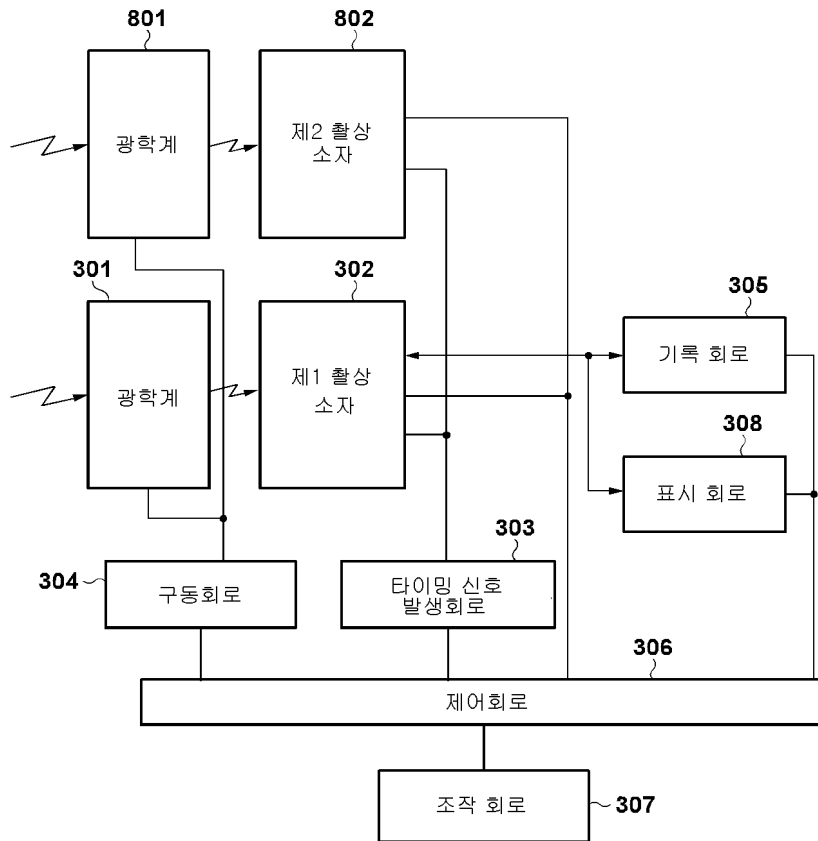 801
802
광학계
제2 촬상
소자
301
302
305
광학계
제1 촬상
소자
기록 회로
308
표시 회로
303
304
구동회로
타이밍 신호
발생회로
306
제어회로
조작 회로
307